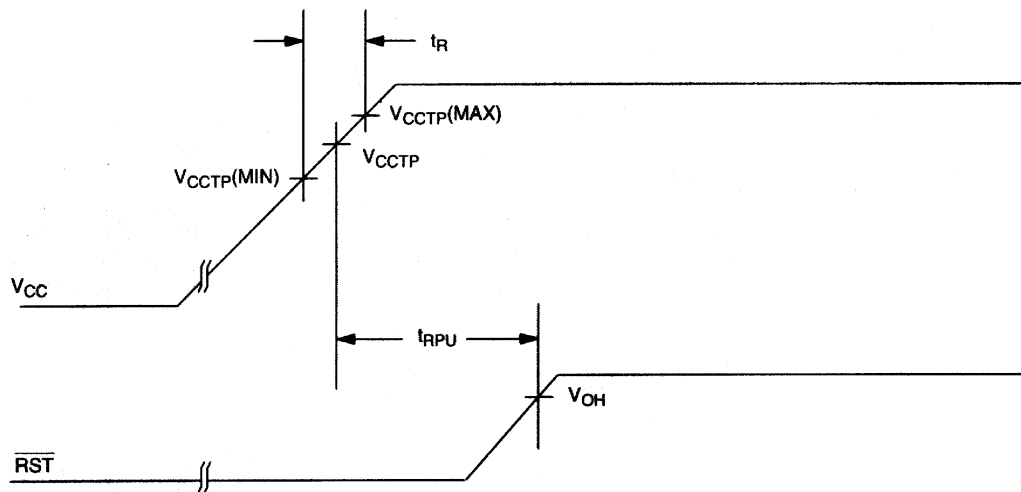 tR
VCCTP(MAX)
VCCTP
VCCTP(MIN)
VCC
tRPU
VOH
RST